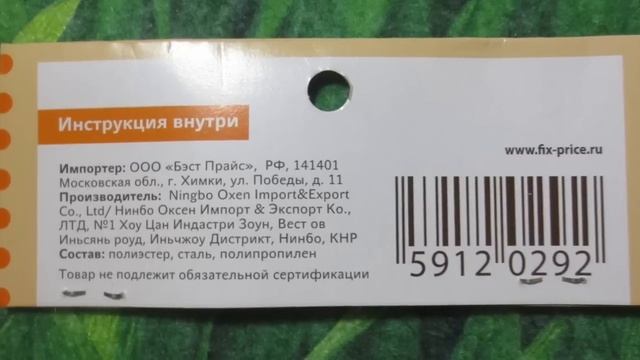 Инструкция внутри
www.fix-price.ru
Импортер: ООО «Бэст Прайс», РФ, 141401
Московская обл., г. Химки, ул. Победы, д. 11
Производитель: Ningbo Oxen Import&Export
Co., Ltd/ Нинбо Оксен Импорт & Экспорт Ко.,
ЛТД, №1 Хоу Цан Индастри Зоун, Вест ов
Иньсянь роуд, Иньчжоу Дистрикт, Нинбо, КНР
Состав: полиэстер, сталь, полипропилен
Товар не подлежит обязательной сертификации
5912 0292